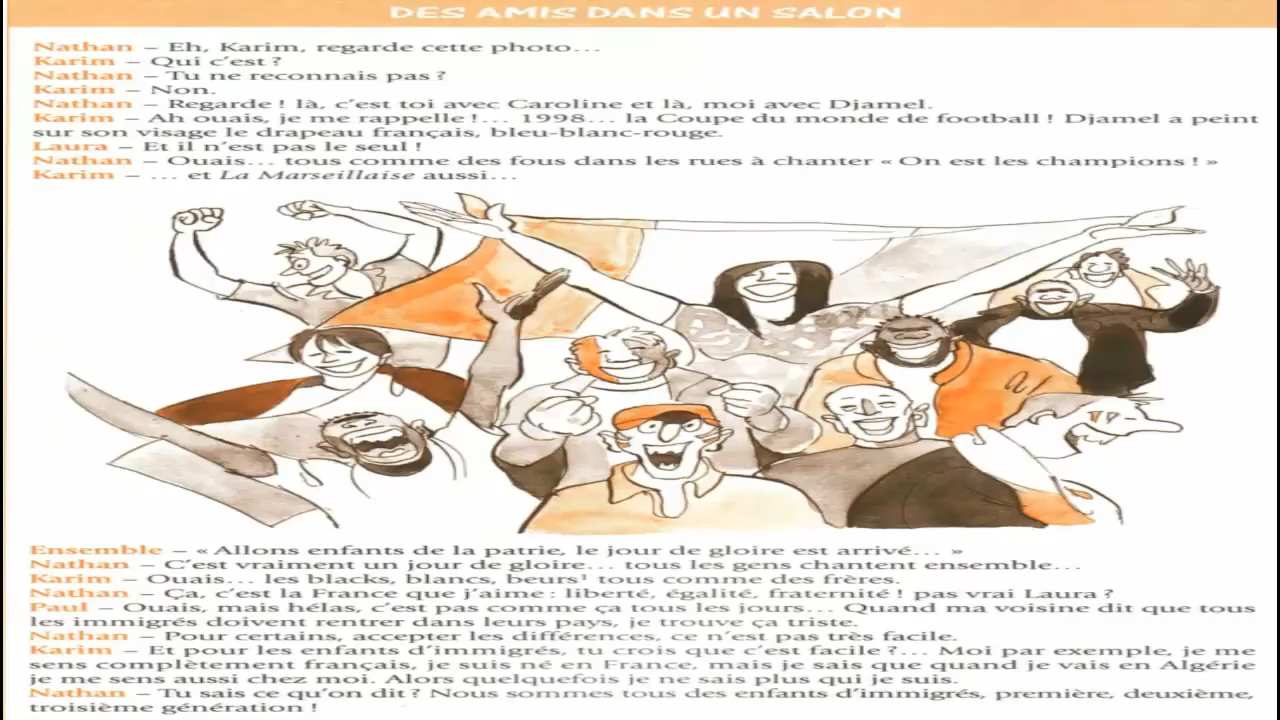 DES AMIS DANS UN SALON
Nathan – Eh, Karim, regarde cette photo…
Karim – Qui c'est ?
Nathan – Tu ne reconnais pas ?
Karim – Non.
Nathan – Regarde ! là, c'est toi avec Caroline et là, moi avec Djamel.
Karim – Ah ouais, je me rappelle !… 1998… la Coupe du monde de football ! Djamel a peint
sur son visage le drapeau français, bleu-blanc-rouge.
Laura – Et il n'est pas le seul !
Nathan – Ouais… tous comme des fous dans les rues à chanter « On est les champions ! »
Karim – … et La Marseillaise aussi…
Ensemble – « Allons enfants de la patrie, le jour de gloire est arrivé… »
Nathan – C'est vraiment un jour de gloire… tous les gens chantent ensemble…
Karim – Ouais… les blacks, blancs, beurs¹ tous comme des frères.
Nathan – Ça, c'est la France que j'aime : liberté, égalité, fraternité ! pas vrai Laura ?
Paul – Ouais, mais hélas, c'est pas comme ça tous les jours… Quand ma voisine dit que tous
les immigrés doivent rentrer dans leurs pays, je trouve ça triste.
Nathan – Pour certains, accepter les différences, ce n'est pas très facile.
Karim – Et pour les enfants d'immigrés, tu crois que c'est facile ?… Moi par exemple, je me
sens complètement français, je suis né en France, mais je sais que quand je vais en Algérie
je me sens aussi chez moi. Alors quelquefois je ne sais plus qui je suis.
Nathan – Tu sais ce qu'on dit ? Nous sommes tous des enfants d'immigrés, première, deuxième,
troisième génération !